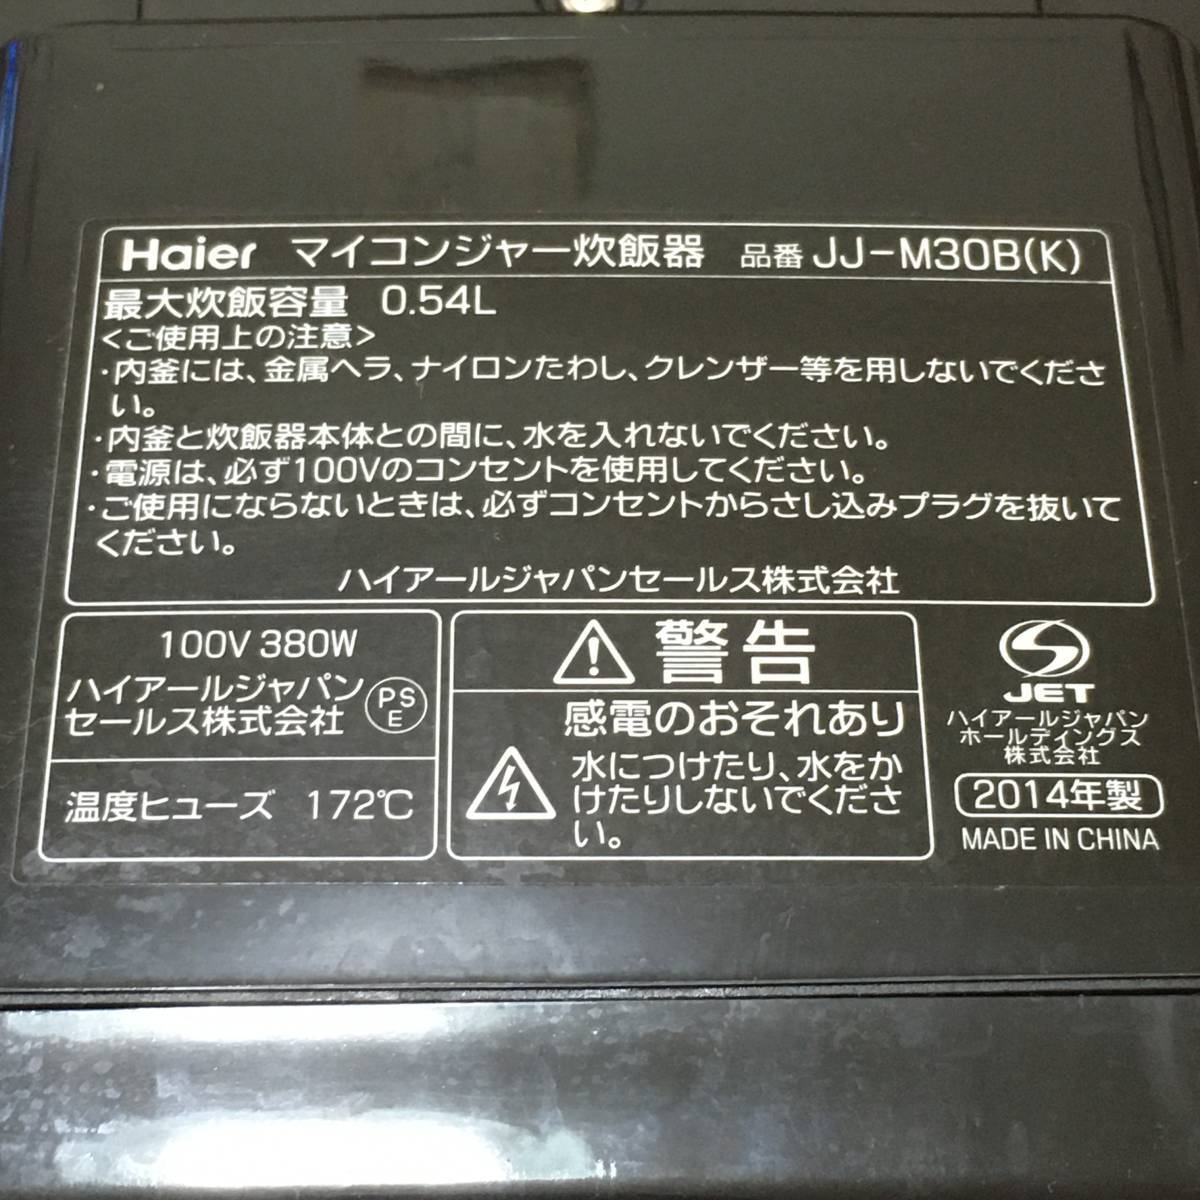 Haier マイコンジャー炊飯器 品番 JJ-M30B(K)
最大炊飯容量 0.54L
<ご使用上の注意>
・内釜には、金属ヘラ、ナイロンたわし、クレンザー等を用しないでくださ
い。
・内釜と炊飯器本体との間に、水を入れないでください。
・電源は、必ず100Vのコンセントを使用してください。
・ご使用にならないときは、必ずコンセントからさし込みプラグを抜いて
ください。
ハイアールジャパンセールス株式会社
100V 380W
ハイアールジャパン
セールス株式会社
PS
E
温度ヒューズ 172℃
警告
感電のおそれあり
水につけたり、水をか
けたりしないでくださ
い。
JET
ハイアールジャパン
ホールディングス
株式会社
2014年製
MADE IN CHINA